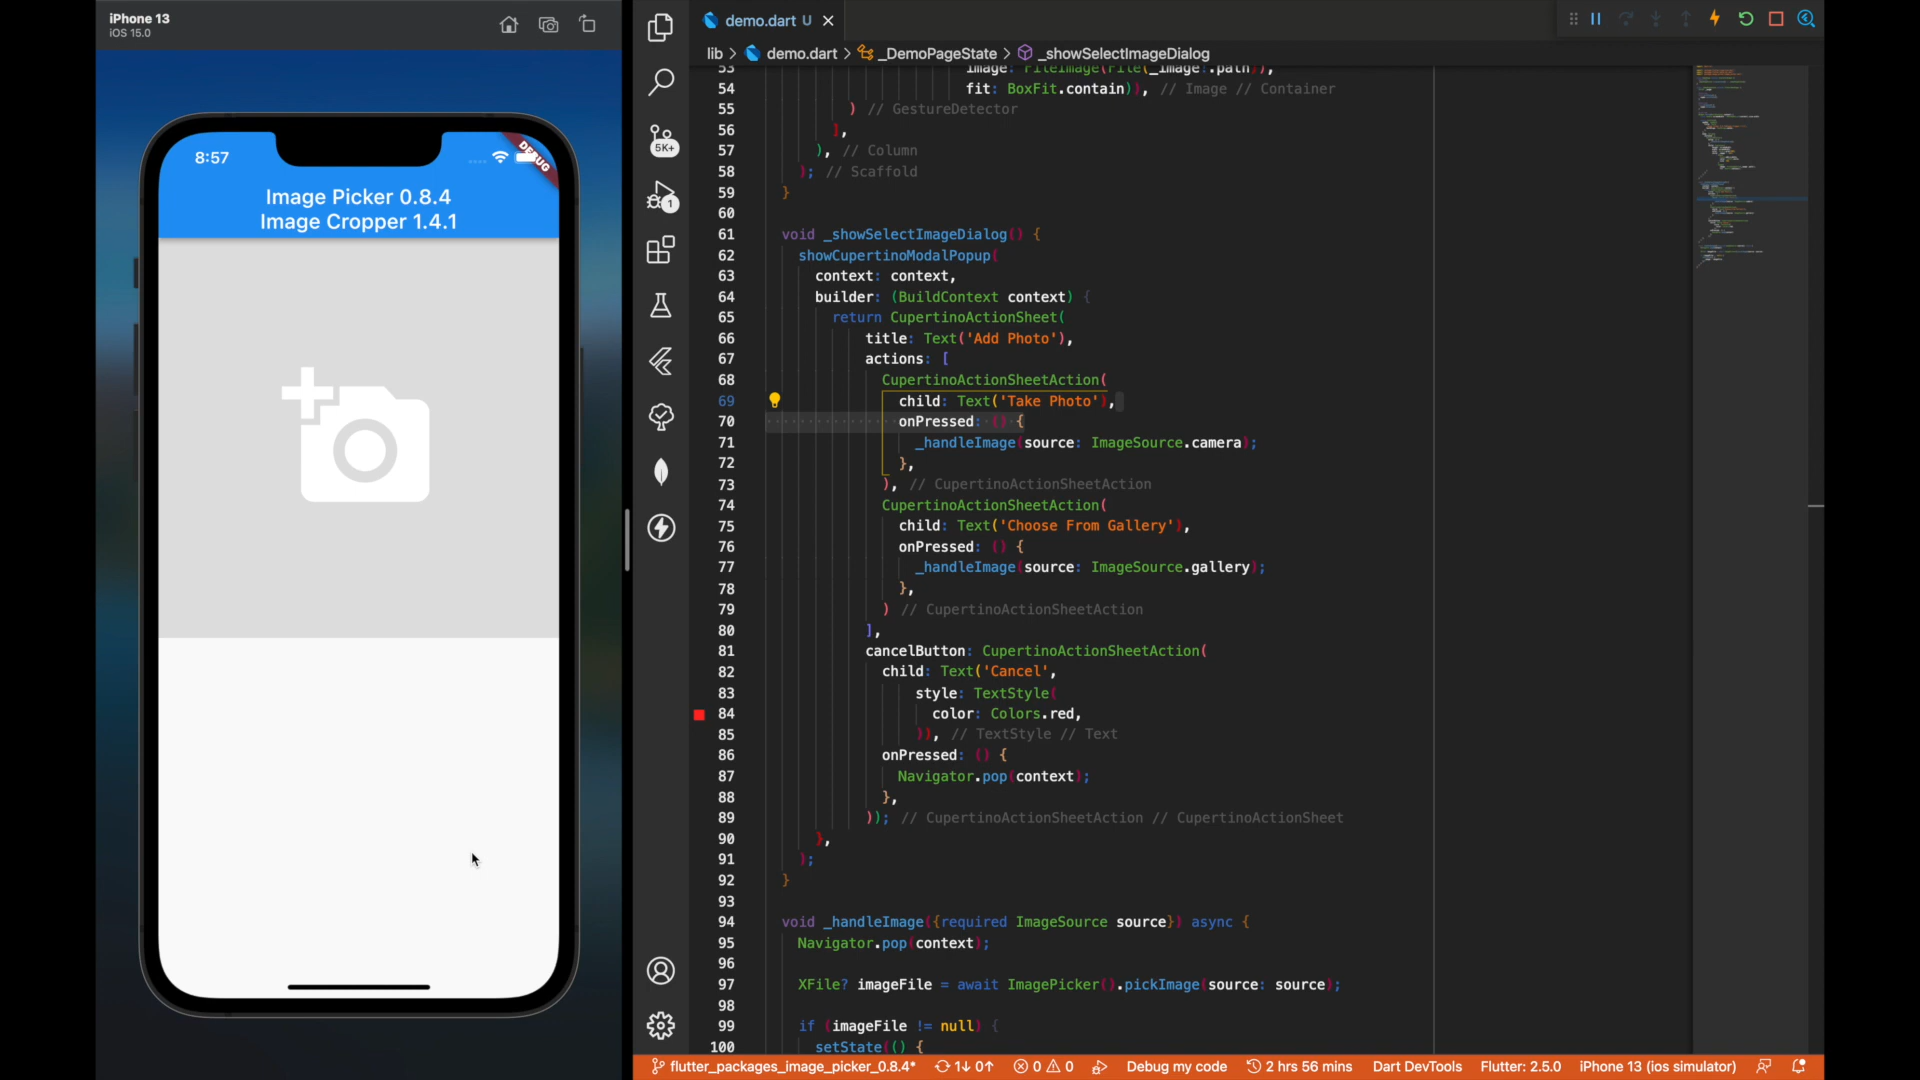 iPhone 13
iOS 15.0
8:57
DEBUG
Image Picker 0.8.4
Image Cropper 1.4.1
5K+
1
demo.dart U
lib > demo.dart > _DemoPageState > _showSelectImageDialog
53 image: FileImage(File(_image!.path)),
54 fit: BoxFit.contain)), // Image // Container
55 ) // GestureDetector
56 ],
57 ), // Column
58 ); // Scaffold
59 }
60
61 void _showSelectImageDialog() {
62 showCupertinoModalPopup(
63 context: context,
64 builder: (BuildContext context) {
65 return CupertinoActionSheet(
66 title: Text('Add Photo'),
67 actions: [
68 CupertinoActionSheetAction(
69 child: Text('Take Photo'),
70 onPressed: () {
71 _handleImage(source: ImageSource.camera);
72 },
73 ), // CupertinoActionSheetAction
74 CupertinoActionSheetAction(
75 child: Text('Choose From Gallery'),
76 onPressed: () {
77 _handleImage(source: ImageSource.gallery);
78 },
79 ) // CupertinoActionSheetAction
80 ],
81 cancelButton: CupertinoActionSheetAction(
82 child: Text('Cancel',
83 style: TextStyle(
84 color: Colors.red,
85 )), // TextStyle // Text
86 onPressed: () {
87 Navigator.pop(context);
88 },
89 )); // CupertinoActionSheetAction // CupertinoActionSheet
90 },
91 );
92 }
93
94 void _handleImage({required ImageSource source}) async {
95 Navigator.pop(context);
96
97 XFile? imageFile = await ImagePicker().pickImage(source: source);
98
99 if (imageFile != null) {
100 setState(() {
flutter_packages_image_picker_0.8.4* 1↓ 0↑ 0 0 Debug my code 2 hrs 56 mins Dart DevTools Flutter: 2.5.0 iPhone 13 (ios simulator)